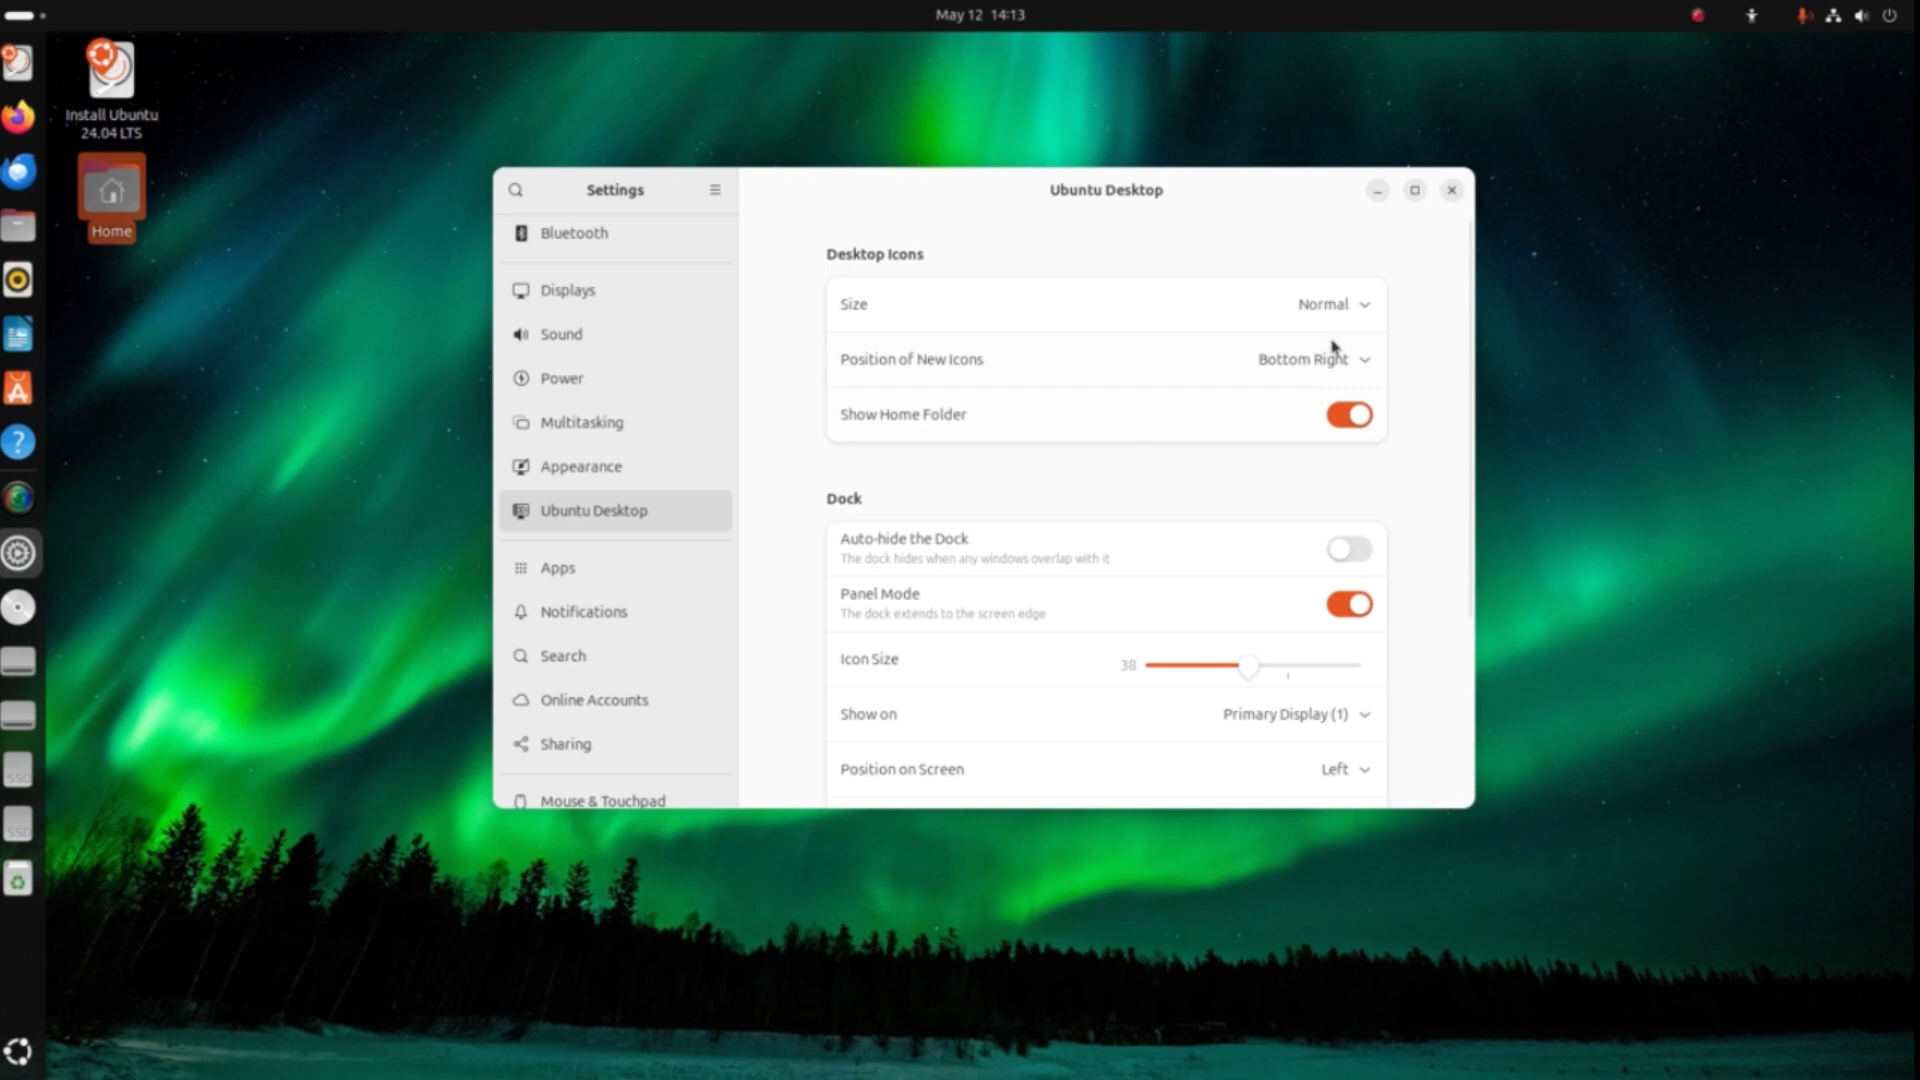 May 12 14:13
Install Ubuntu
24.04 LTS
Home
Settings
Bluetooth
Displays
Sound
Power
Multitasking
Appearance
Ubuntu Desktop
Apps
Notifications
Search
Online Accounts
Sharing
Mouse & Touchpad
Ubuntu Desktop
Desktop Icons
Size
Normal
Position of New Icons
Bottom Right
Show Home Folder
Dock
Auto-hide the Dock
The dock hides when any windows overlap with it
Panel Mode
The dock extends to the screen edge
Icon Size
38
Show on
Primary Display (1)
Position on Screen
Left
SSD
SSD